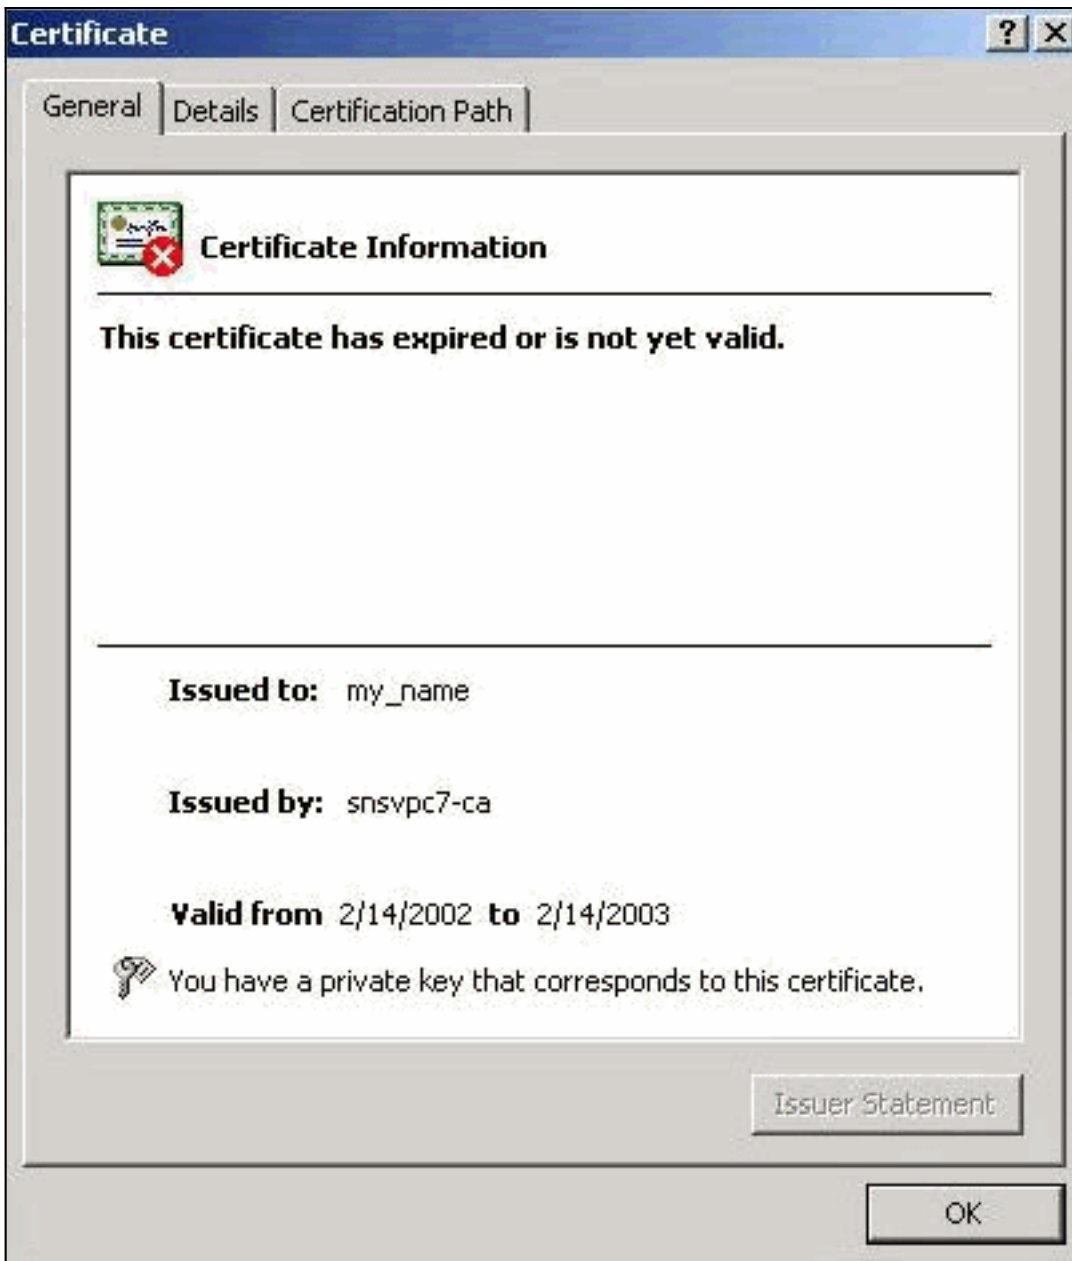 Certificate
General Details Certification Path
Certificate Information
This certificate has expired or is not yet valid.
Issued to: my_name
Issued by: snsvpc7-ca
Valid from 2/14/2002 to 2/14/2003
You have a private key that corresponds to this certificate.
Issuer Statement
OK